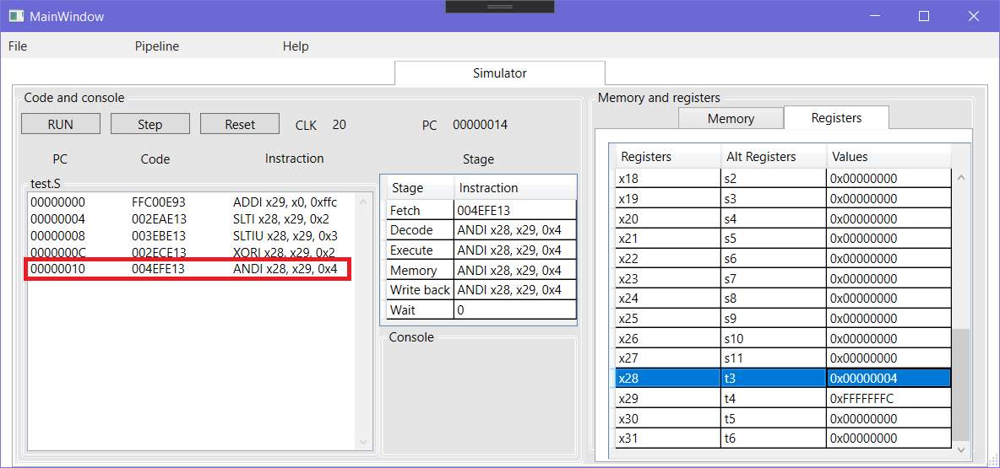 MainWindow
File Pipeline Help
Simulator
Code and console
RUN Step Reset CLK 20 PC 00000014
PC Code Instraction Stage
test.S
00000000 FFC00E93 ADDI x29, x0, 0xffc
00000004 002EAE13 SLTI x28, x29, 0x2
00000008 003EBE13 SLTIU x28, x29, 0x3
0000000C 002ECE13 XORI x28, x29, 0x2
00000010 004EFE13 ANDI x28, x29, 0x4
Stage Instraction
Fetch 004EFE13
Decode ANDI x28, x29, 0x4
Execute ANDI x28, x29, 0x4
Memory ANDI x28, x29, 0x4
Write back ANDI x28, x29, 0x4
Wait 0
Console
Memory and registers
Memory Registers
Registers Alt Registers Values
x18 s2 0x00000000
x19 s3 0x00000000
x20 s4 0x00000000
x21 s5 0x00000000
x22 s6 0x00000000
x23 s7 0x00000000
x24 s8 0x00000000
x25 s9 0x00000000
x26 s10 0x00000000
x27 s11 0x00000000
x28 t3 0x00000004
x29 t4 0xFFFFFFFC
x30 t5 0x00000000
x31 t6 0x00000000